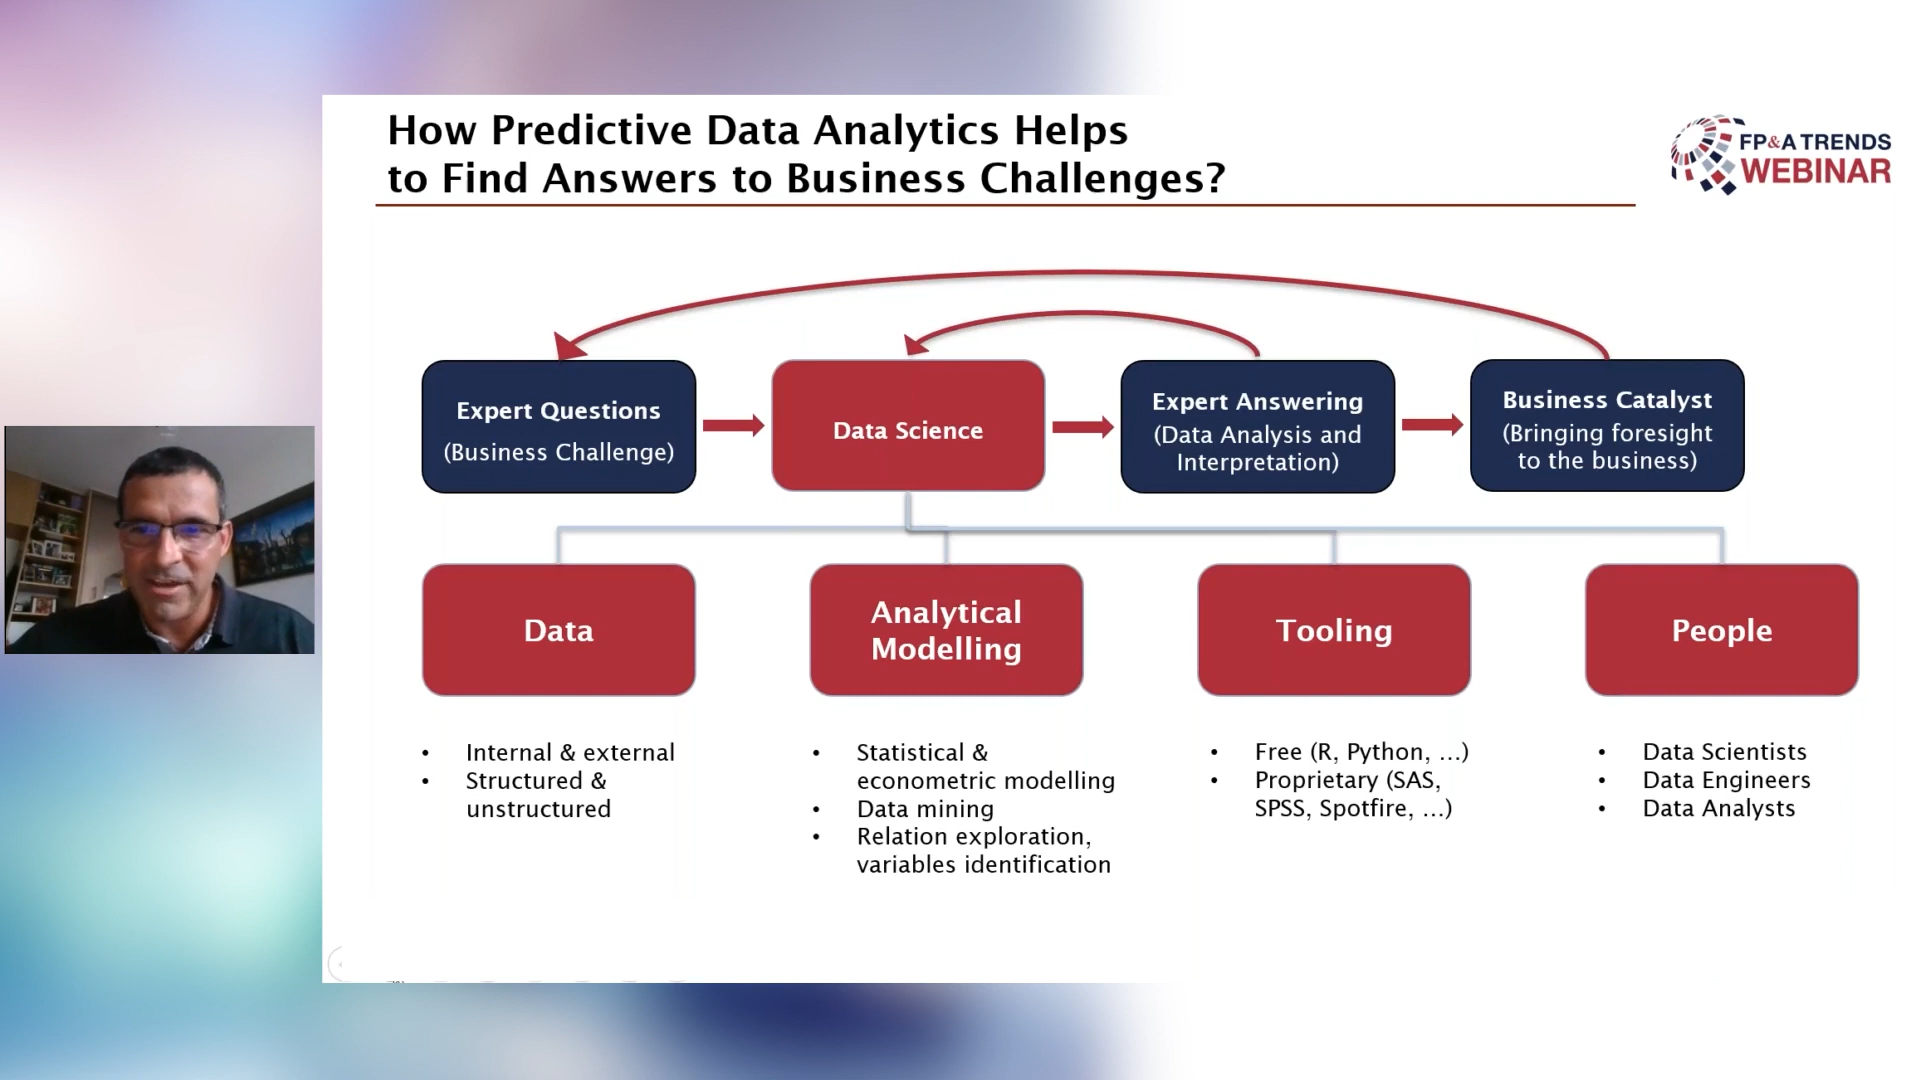 How Predictive Data Analytics Helps
to Find Answers to Business Challenges?
FP&A TRENDS
WEBINAR
Expert Questions
(Business Challenge)
Data Science
Expert Answering
(Data Analysis and
Interpretation)
Business Catalyst
(Bringing foresight
to the business)
Data
Analytical
Modelling
Tooling
People
• Internal & external
• Structured &
unstructured
• Statistical &
econometric modelling
• Data mining
• Relation exploration,
variables identification
• Free (R, Python, ...)
• Proprietary (SAS,
SPSS, Spotfire, ...)
• Data Scientists
• Data Engineers
• Data Analysts